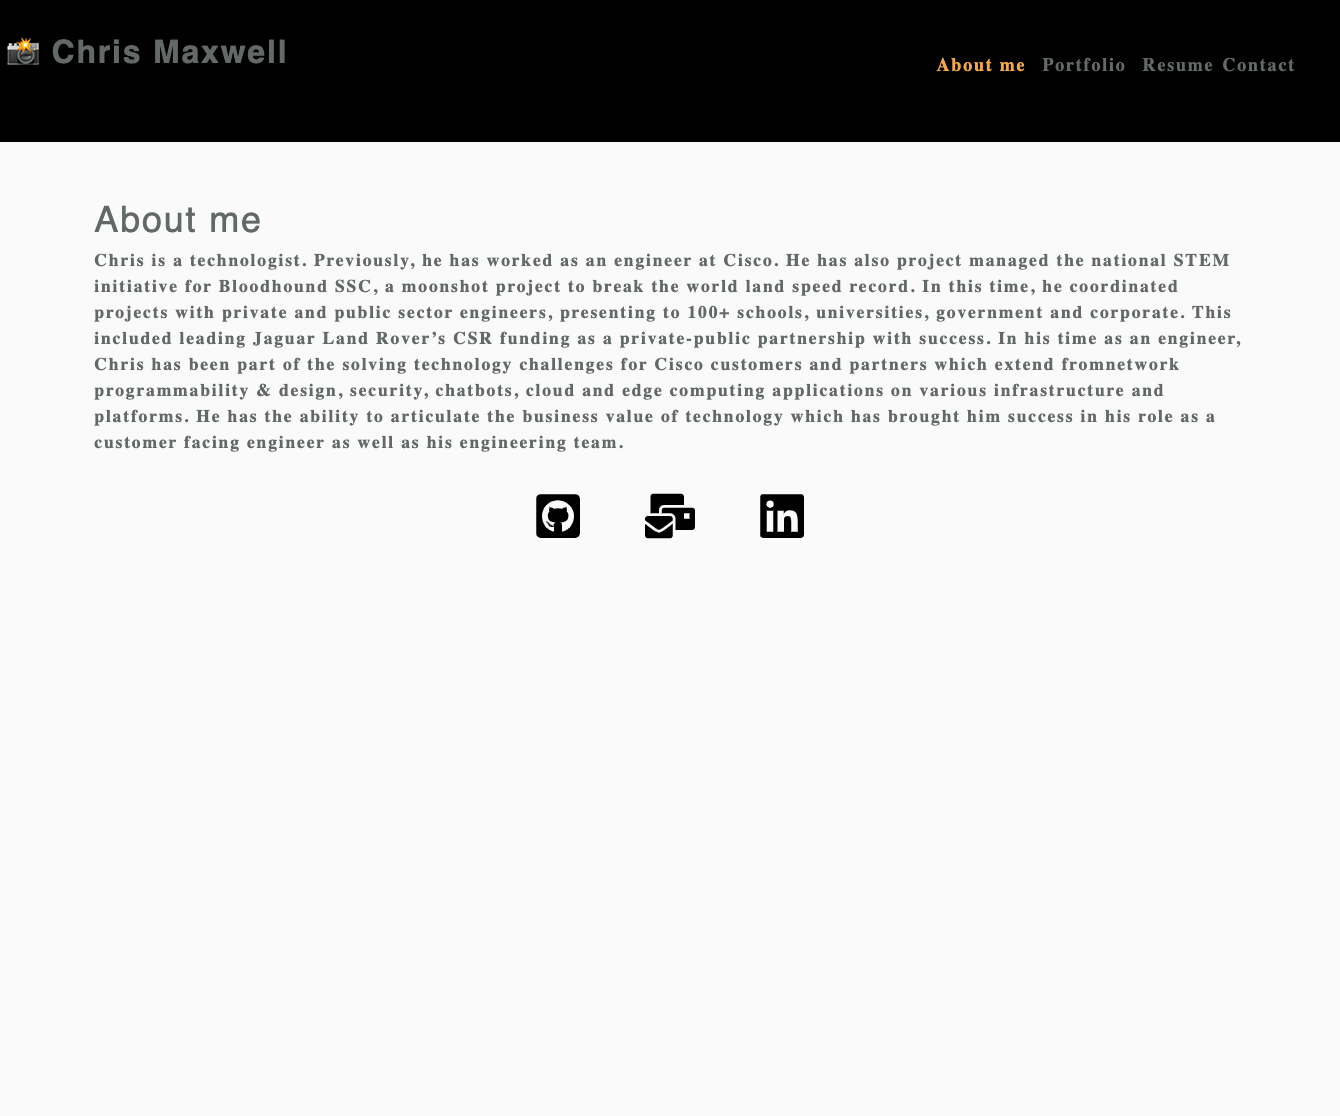 📸 Chris Maxwell
About me Portfolio Resume Contact
About me
Chris is a technologist. Previously, he has worked as an engineer at Cisco. He has also project managed the national STEM
initiative for Bloodhound SSC, a moonshot project to break the world land speed record. In this time, he coordinated
projects with private and public sector engineers, presenting to 100+ schools, universities, government and corporate. This
included leading Jaguar Land Rover’s CSR funding as a private-public partnership with success. In his time as an engineer,
Chris has been part of the solving technology challenges for Cisco customers and partners which extend fromnetwork
programmability & design, security, chatbots, cloud and edge computing applications on various infrastructure and
platforms. He has the ability to articulate the business value of technology which has brought him success in his role as a
customer facing engineer as well as his engineering team.
in